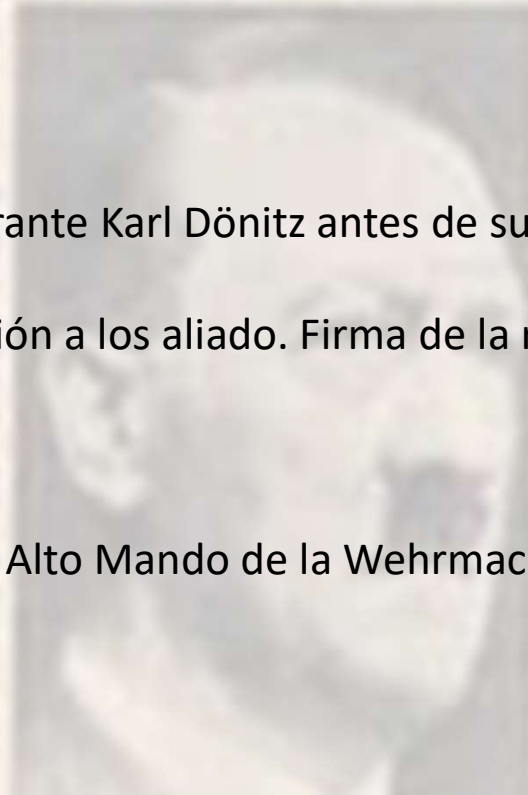 rante Karl Dönitz antes de su
ión a los aliado. Firma de la
Alto Mando de la Wehrmac